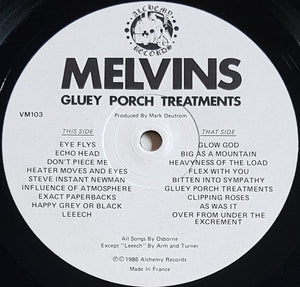 ALCHEMY
RECORDS
MELVINS
GLUEY PORCH TREATMENTS
Produced by Mark Deutrom
VM103
THIS SIDE
EYE FLYS
ECHO HEAD
DON'T PIECE ME
HEATER MOVES AND EYES
STEVE INSTANT NEWMAN
INFLUENCE OF ATMOSPHERE
EXACT PAPERBACKS
HAPPY GREY OR BLACK
LEEECH
THAT SIDE
GLOW GOD
BIG AS A MOUNTAIN
HEAVYNESS OF THE LOAD
FLEX WITH YOU
BITTEN INTO SYMPATHY
GLUEY PORCH TREATMENTS
CLIPPING ROSES
AS WAS IT
OVER FROM UNDER THE
EXCREMENT
All Songs By Osborne
Except "Leeech" By Arm and Turner
Ⓟ©1986 Alchemy Records
Made in France